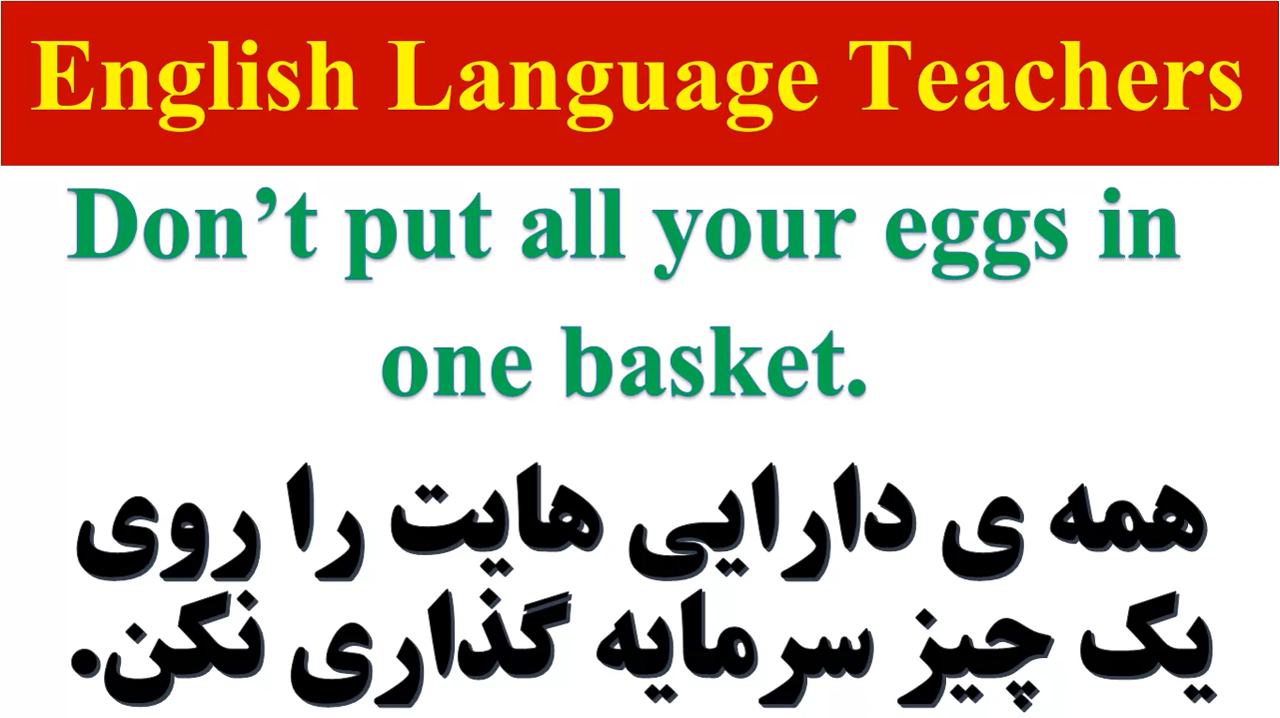 English Language Teachers
Don’t put all your eggs in
one basket.
همه ی دارایی هایت را روی
یک چیز سرمایه گذاری نکن.